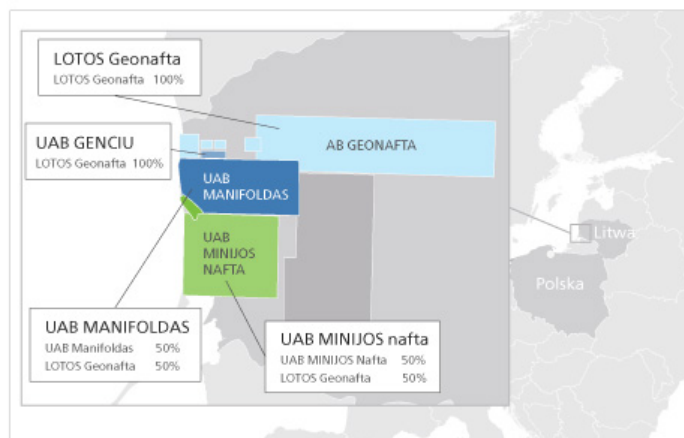 LOTOS Geonafta
LOTOS Geonafta 100%
UAB GENCIU
LOTOS Geonafta 100%
AB GEONAFTA
UAB
MANIFOLDAS
UAB
MINIJOS
NAFTA
Litwa
Polska
UAB MANIFOLDAS
UAB Manifoldas 50%
LOTOS Geonafta 50%
UAB MINIJOS nafta
UAB MINIJOS Nafta 50%
LOTOS Geonafta 50%